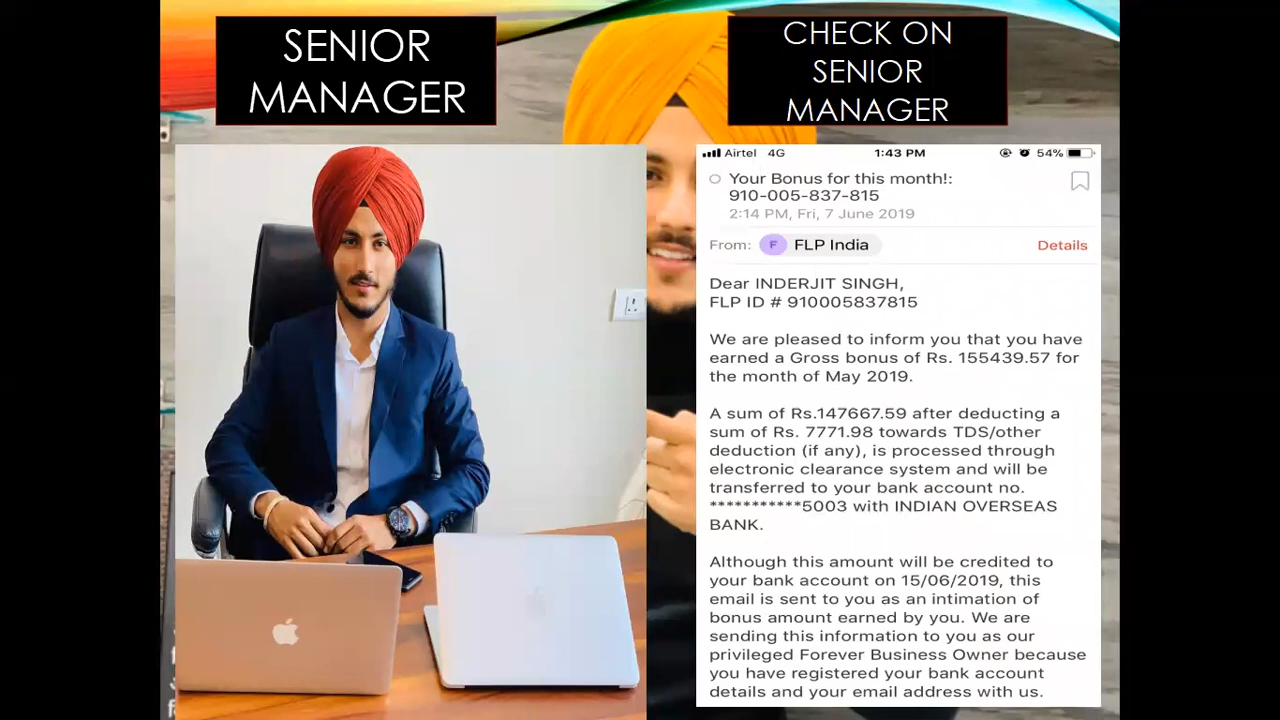 SENIOR
MANAGER
CHECK ON
SENIOR
MANAGER
Airtel 4G 1:43 PM 54%
Your Bonus for this month!:
910-005-837-815
2:14 PM, Fri, 7 June 2019
From: F FLP India Details
Dear INDERJIT SINGH,
FLP ID # 910005837815
We are pleased to inform you that you have
earned a Gross bonus of Rs. 155439.57 for
the month of May 2019.
A sum of Rs.147667.59 after deducting a
sum of Rs. 7771.98 towards TDS/other
deduction (if any), is processed through
electronic clearance system and will be
transferred to your bank account no.
***********5003 with INDIAN OVERSEAS
BANK.
Although this amount will be credited to
your bank account on 15/06/2019, this
email is sent to you as an intimation of
bonus amount earned by you. We are
sending this information to you as our
privileged Forever Business Owner because
you have registered your bank account
details and your email address with us.